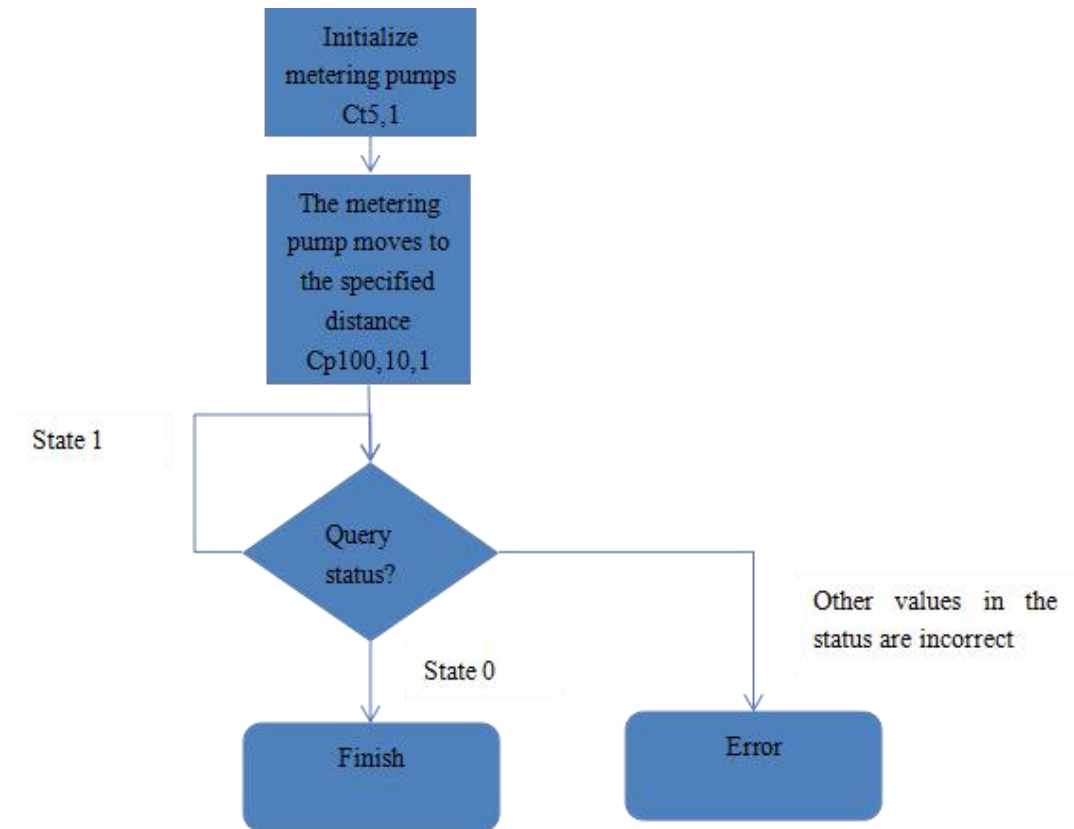 Initialize
metering pumps
Ct5,1
The metering
pump moves to
the specified
distance
Cp100,10,1
State 1
Query
status?
Other values in the
status are incorrect
State 0
Finish
Error